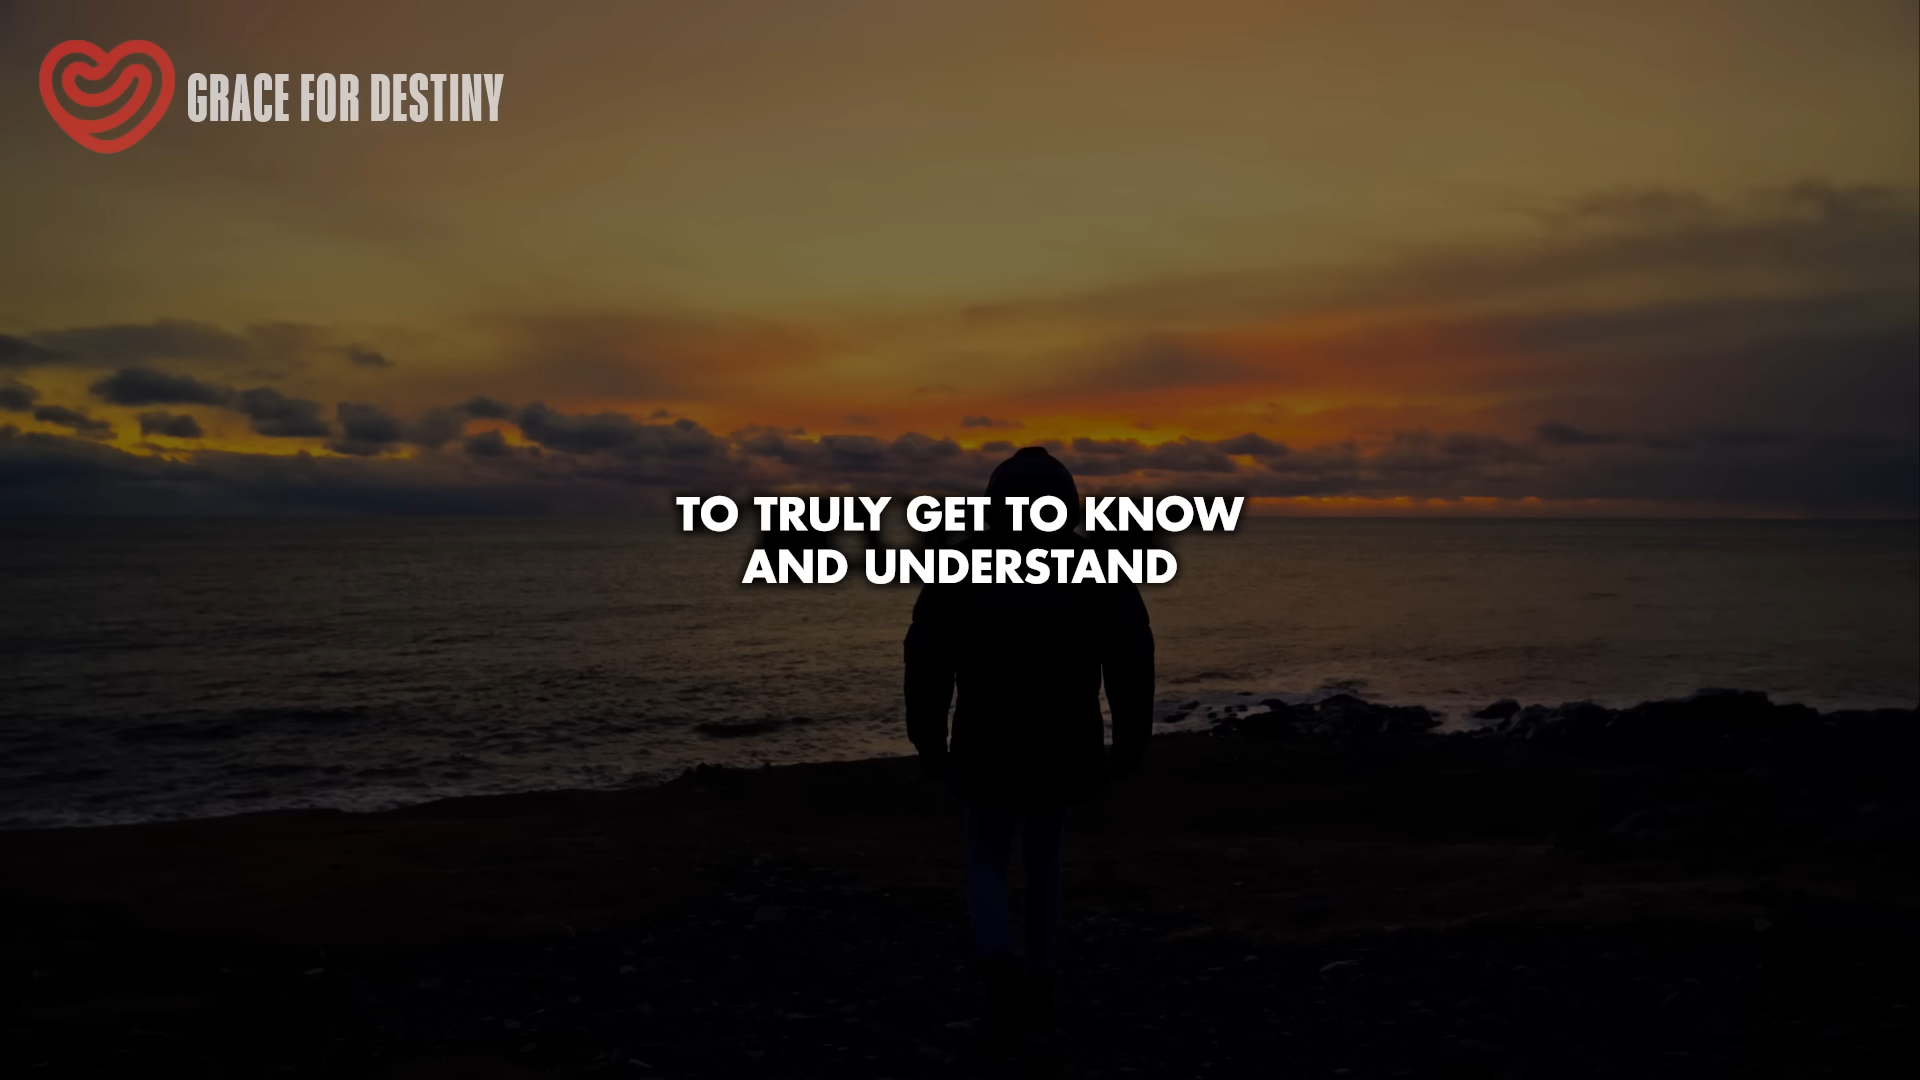 GRACE FOR DESTINY
TO TRULY GET TO KNOW
AND UNDERSTAND